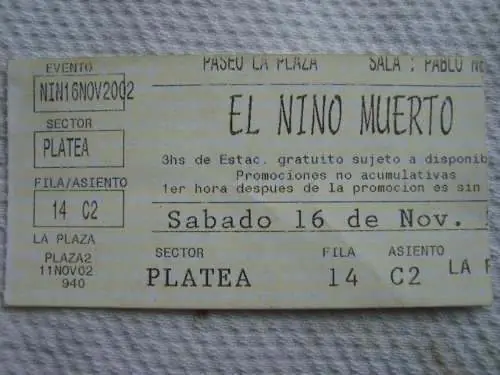 EVENTO
NIN16NOV2002
SECTOR
PLATEA
FILA/ASIENTO
14 C2
LA PLAZA
PLAZA2
11NOV02
940
PASEO LA PLAZA SALA : PABLO
EL NINO MUERTO
3hs de Estac. gratuito sujeto a disponib
Promociones no acumulativas
1er hora despues de la promocion es sin
Sabado 16 de Nov.
SECTOR FILA ASIENTO
PLATEA 14 C2 LA